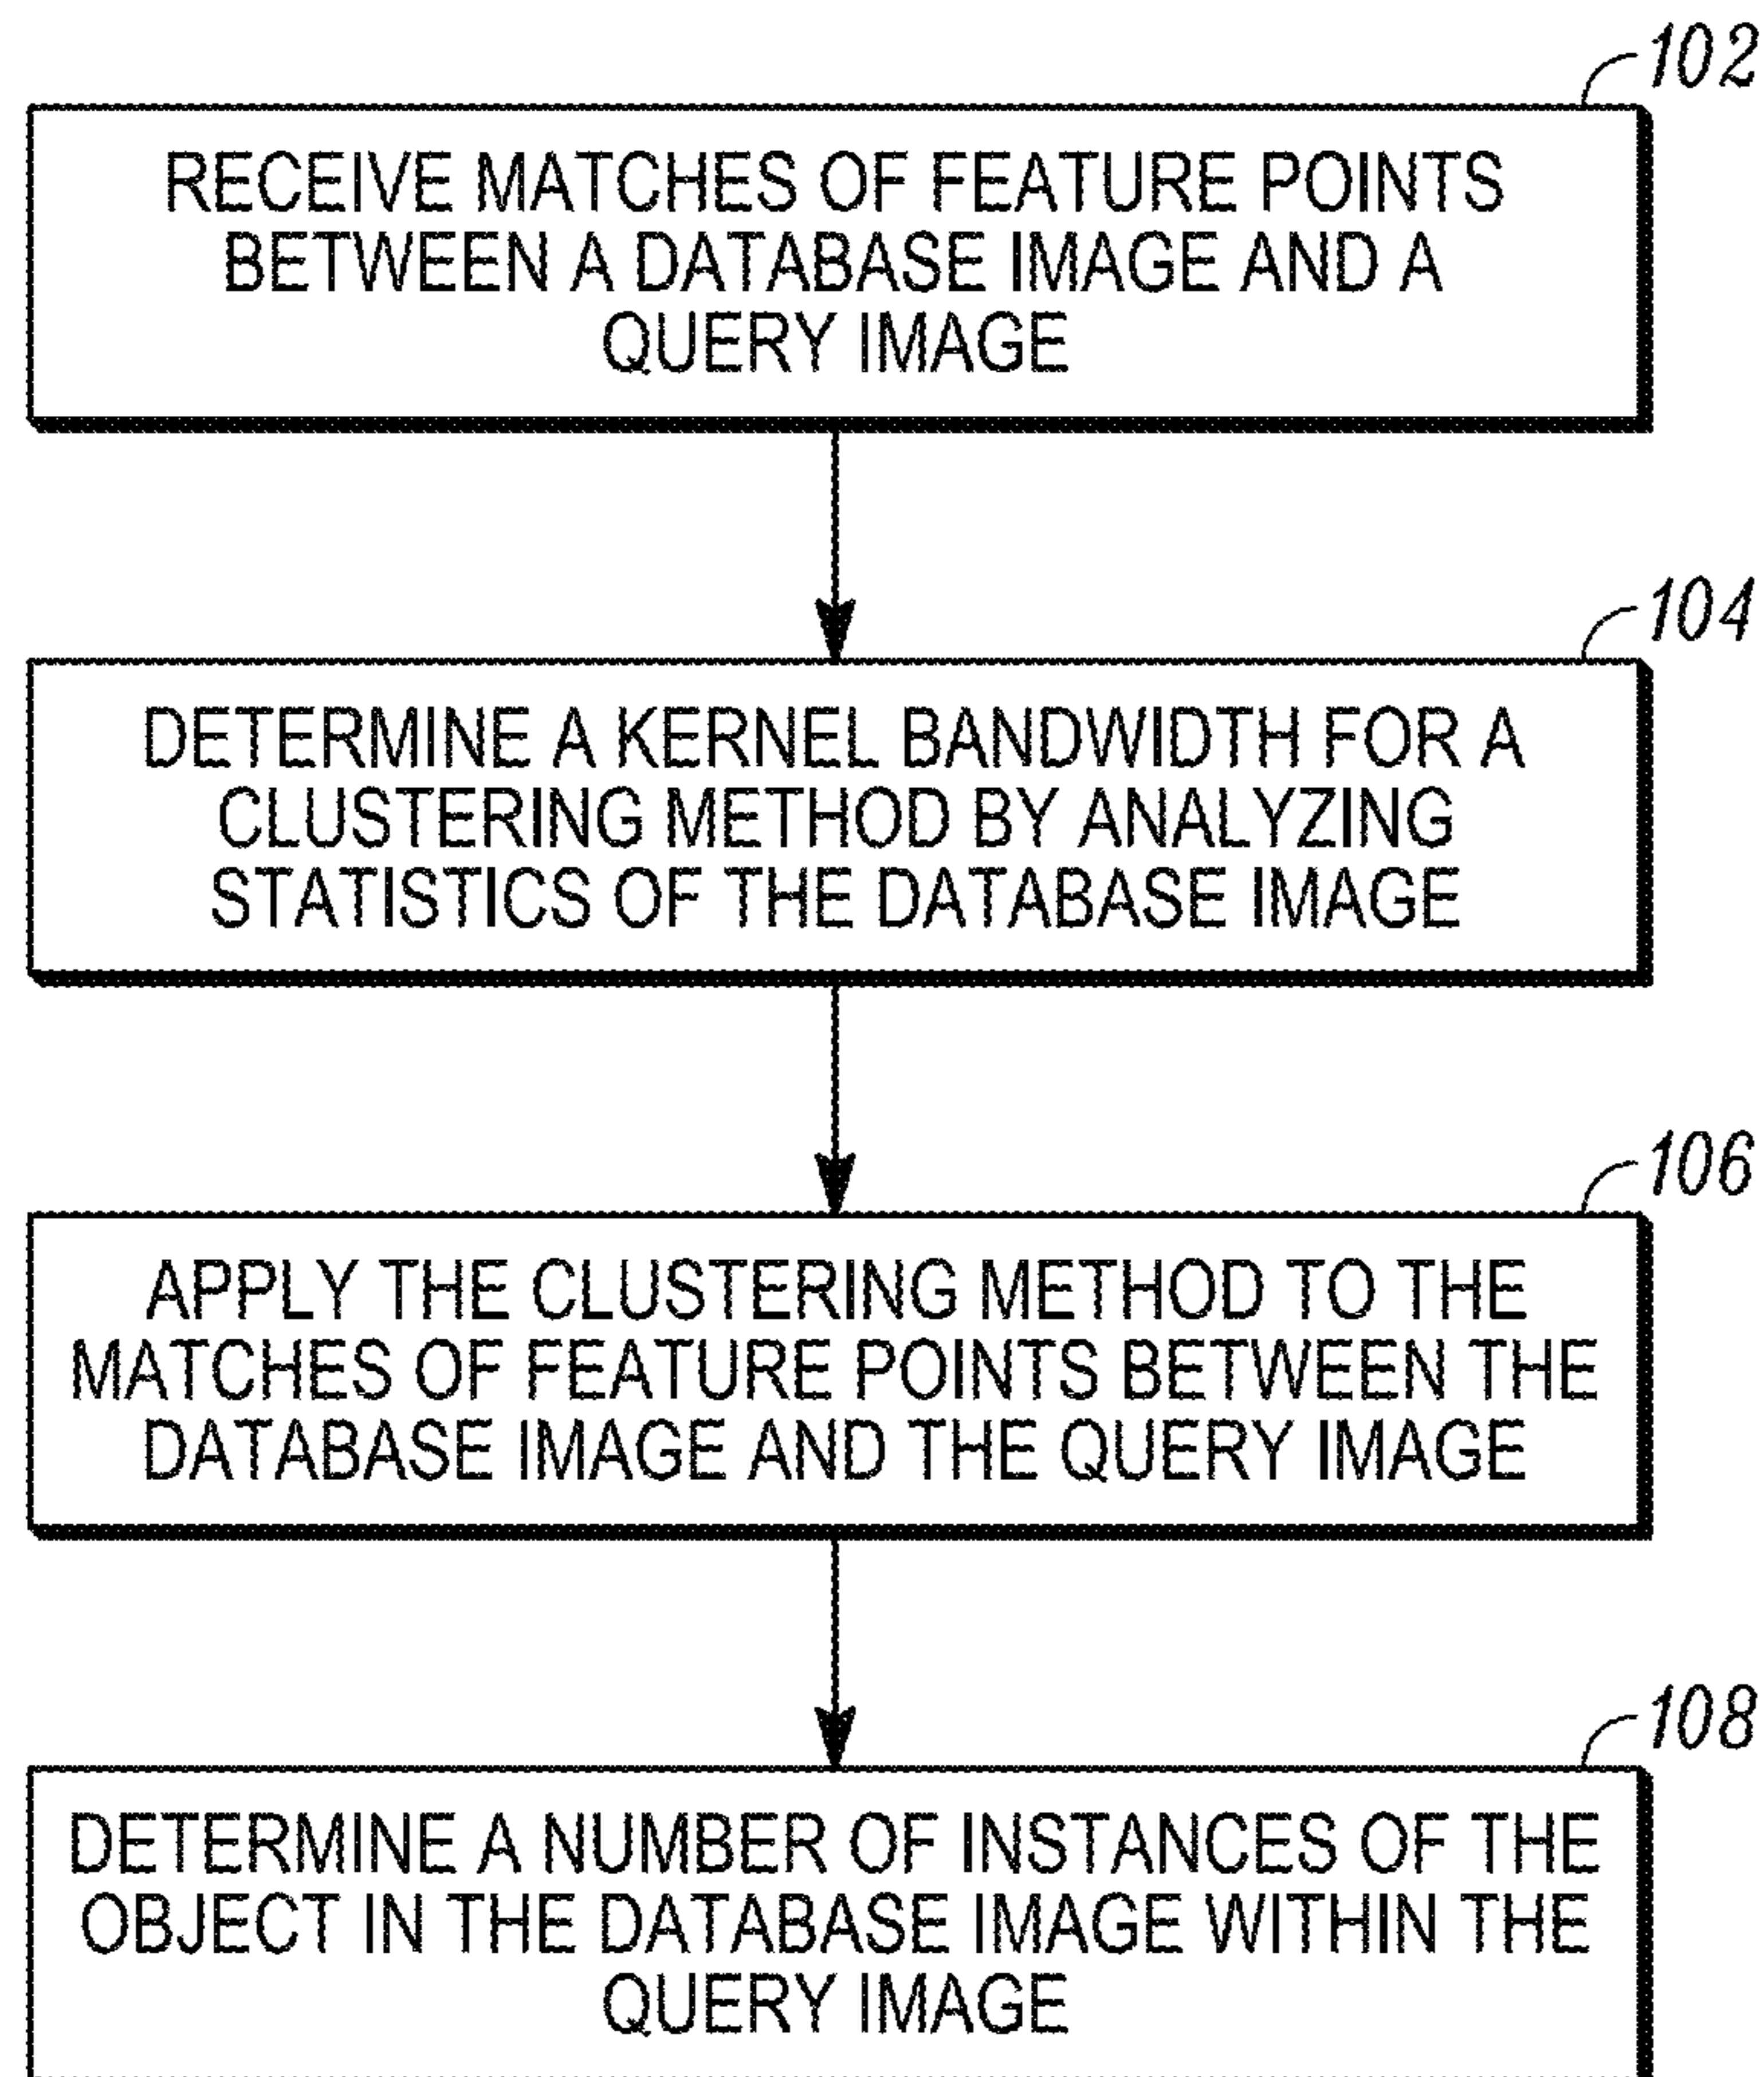 102
RECEIVE MATCHES OF FEATURE POINTS
BETWEEN A DATABASE IMAGE AND A
QUERY IMAGE
104
DETERMINE A KERNEL BANDWIDTH FOR A
CLUSTERING METHOD BY ANALYZING
STATISTICS OF THE DATABASE IMAGE
106
APPLY THE CLUSTERING METHOD TO THE
MATCHES OF FEATURE POINTS BETWEEN THE
DATABASE IMAGE AND THE QUERY IMAGE
108
DETERMINE A NUMBER OF INSTANCES OF THE
OBJECT IN THE DATABASE IMAGE WITHIN THE
QUERY IMAGE